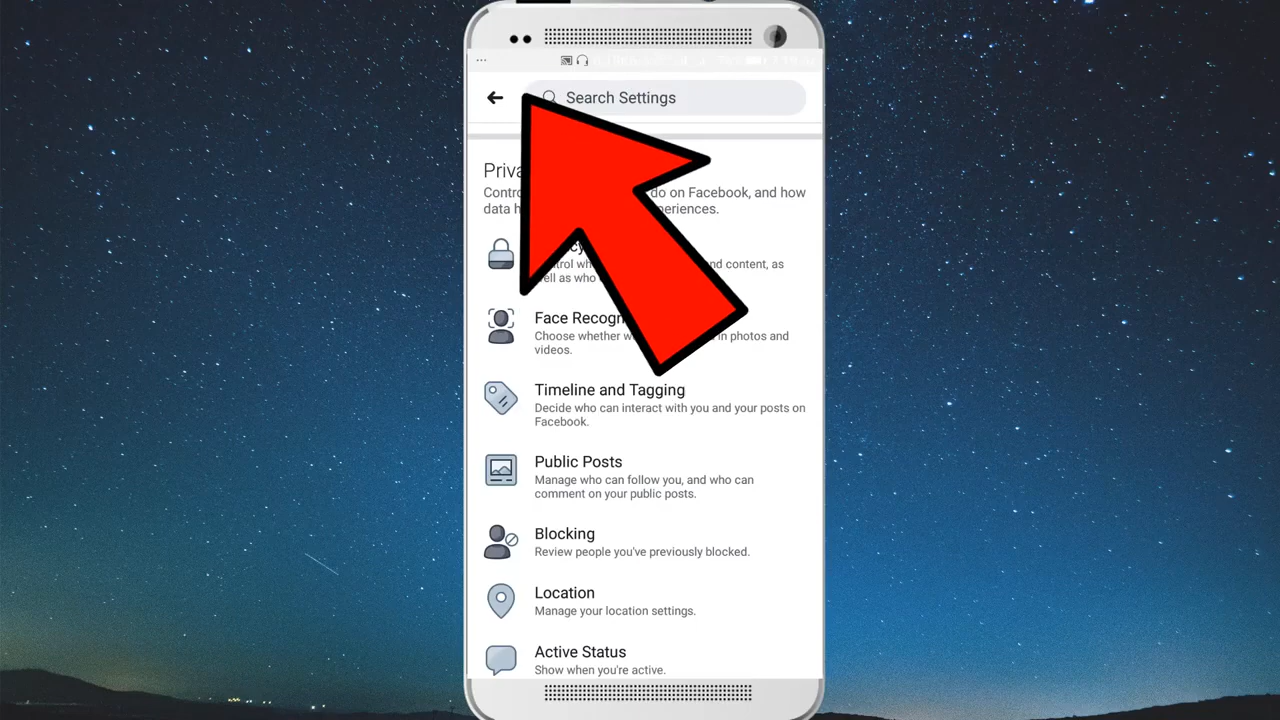 Search Settings
Priva
Contro do on Facebook, and how
data h periences.
cy
ntrol wh nd content, as
ell as who c
Face Recogn
Choose whether w in photos and
videos.
Timeline and Tagging
Decide who can interact with you and your posts on
Facebook.
Public Posts
Manage who can follow you, and who can
comment on your public posts.
Blocking
Review people you've previously blocked.
Location
Manage your location settings.
Active Status
Show when you're active.